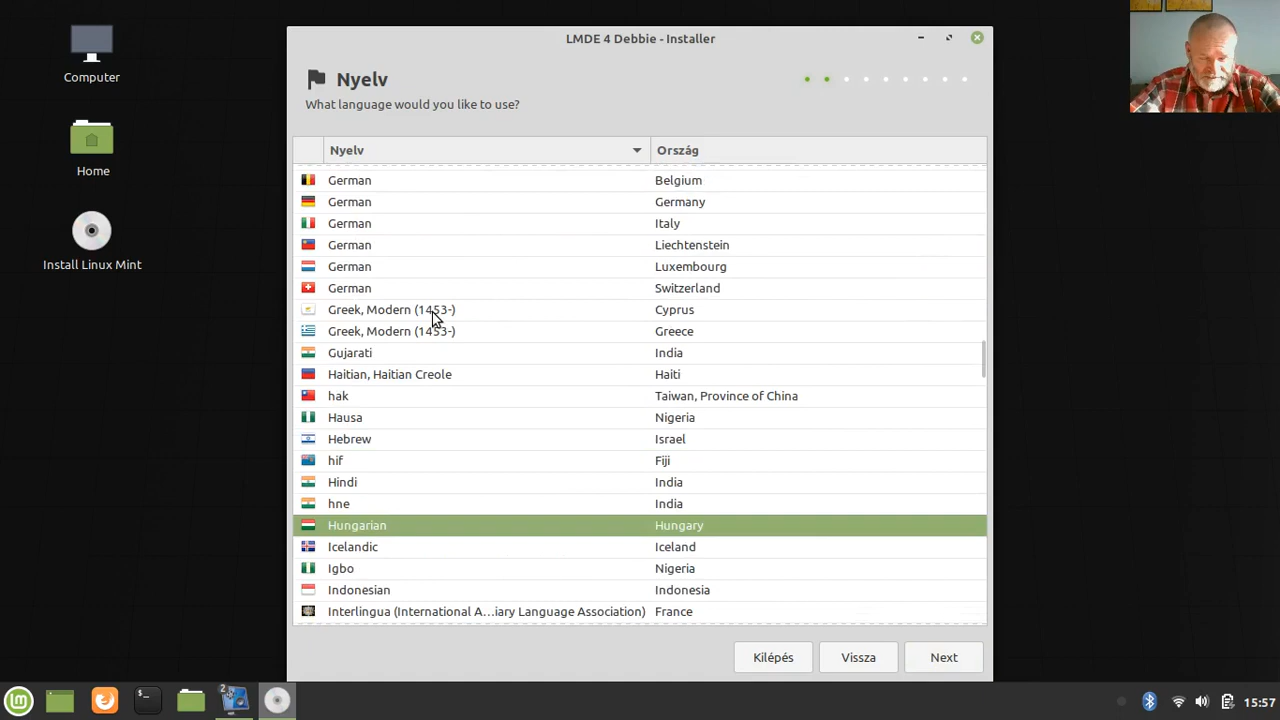 Computer
Home
Install Linux Mint
LMDE 4 Debbie - Installer
Nyelv
What language would you like to use?
Nyelv Ország
German Belgium
German Germany
German Italy
German Liechtenstein
German Luxembourg
German Switzerland
Greek, Modern (1453-) Cyprus
Greek, Modern (1453-) Greece
Gujarati India
Haitian, Haitian Creole Haiti
hak Taiwan, Province of China
Hausa Nigeria
Hebrew Israel
hif Fiji
Hindi India
hne India
Hungarian Hungary
Icelandic Iceland
Igbo Nigeria
Indonesian Indonesia
Interlingua (International A...iary Language Association) France
Kilépés Vissza Next
2
15:57